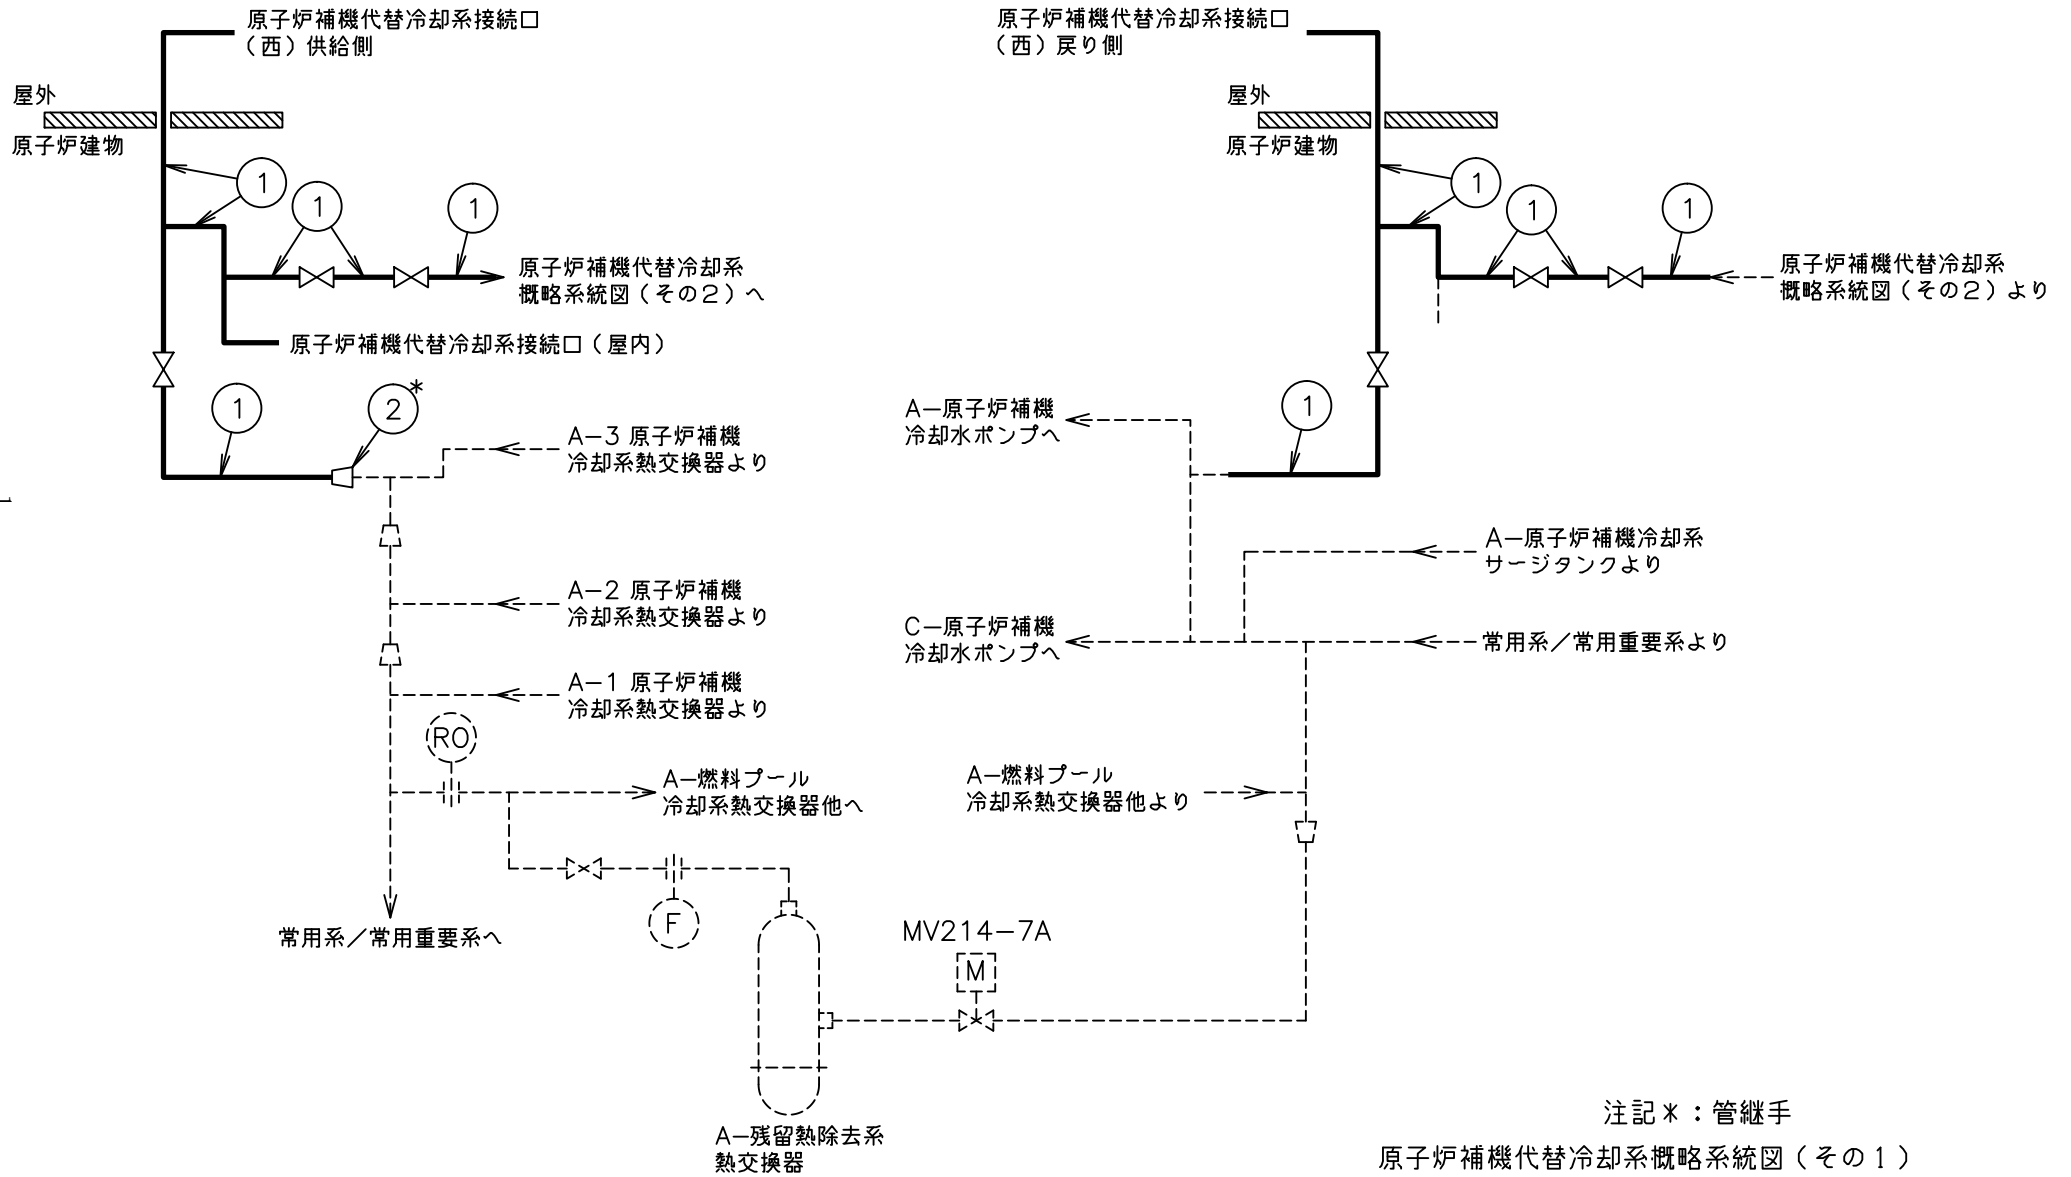 原子炉補機代替冷却系接続口
(西)供給側
屋外
原子炉建物
1
1
1
原子炉補機代替冷却系
概略系統図(その2)へ
原子炉補機代替冷却系接続口(屋内)
1
2*
A-3 原子炉補機
冷却系熱交換器より
A-2 原子炉補機
冷却系熱交換器より
A-1 原子炉補機
冷却系熱交換器より
RO
A-燃料プール
冷却系熱交換器他へ
F
常用系/常用重要系へ
A-残留熱除去系
熱交換器
MV214-7A
M
原子炉補機代替冷却系接続口
(西)戻り側
屋外
原子炉建物
1
1
1
原子炉補機代替冷却系
概略系統図(その2)より
1
A-原子炉補機
冷却水ポンプへ
A-原子炉補機冷却系
サージタンクより
C-原子炉補機
冷却水ポンプへ
常用系/常用重要系より
A-燃料プール
冷却系熱交換器他より
注記*:管継手
原子炉補機代替冷却系概略系統図(その1)